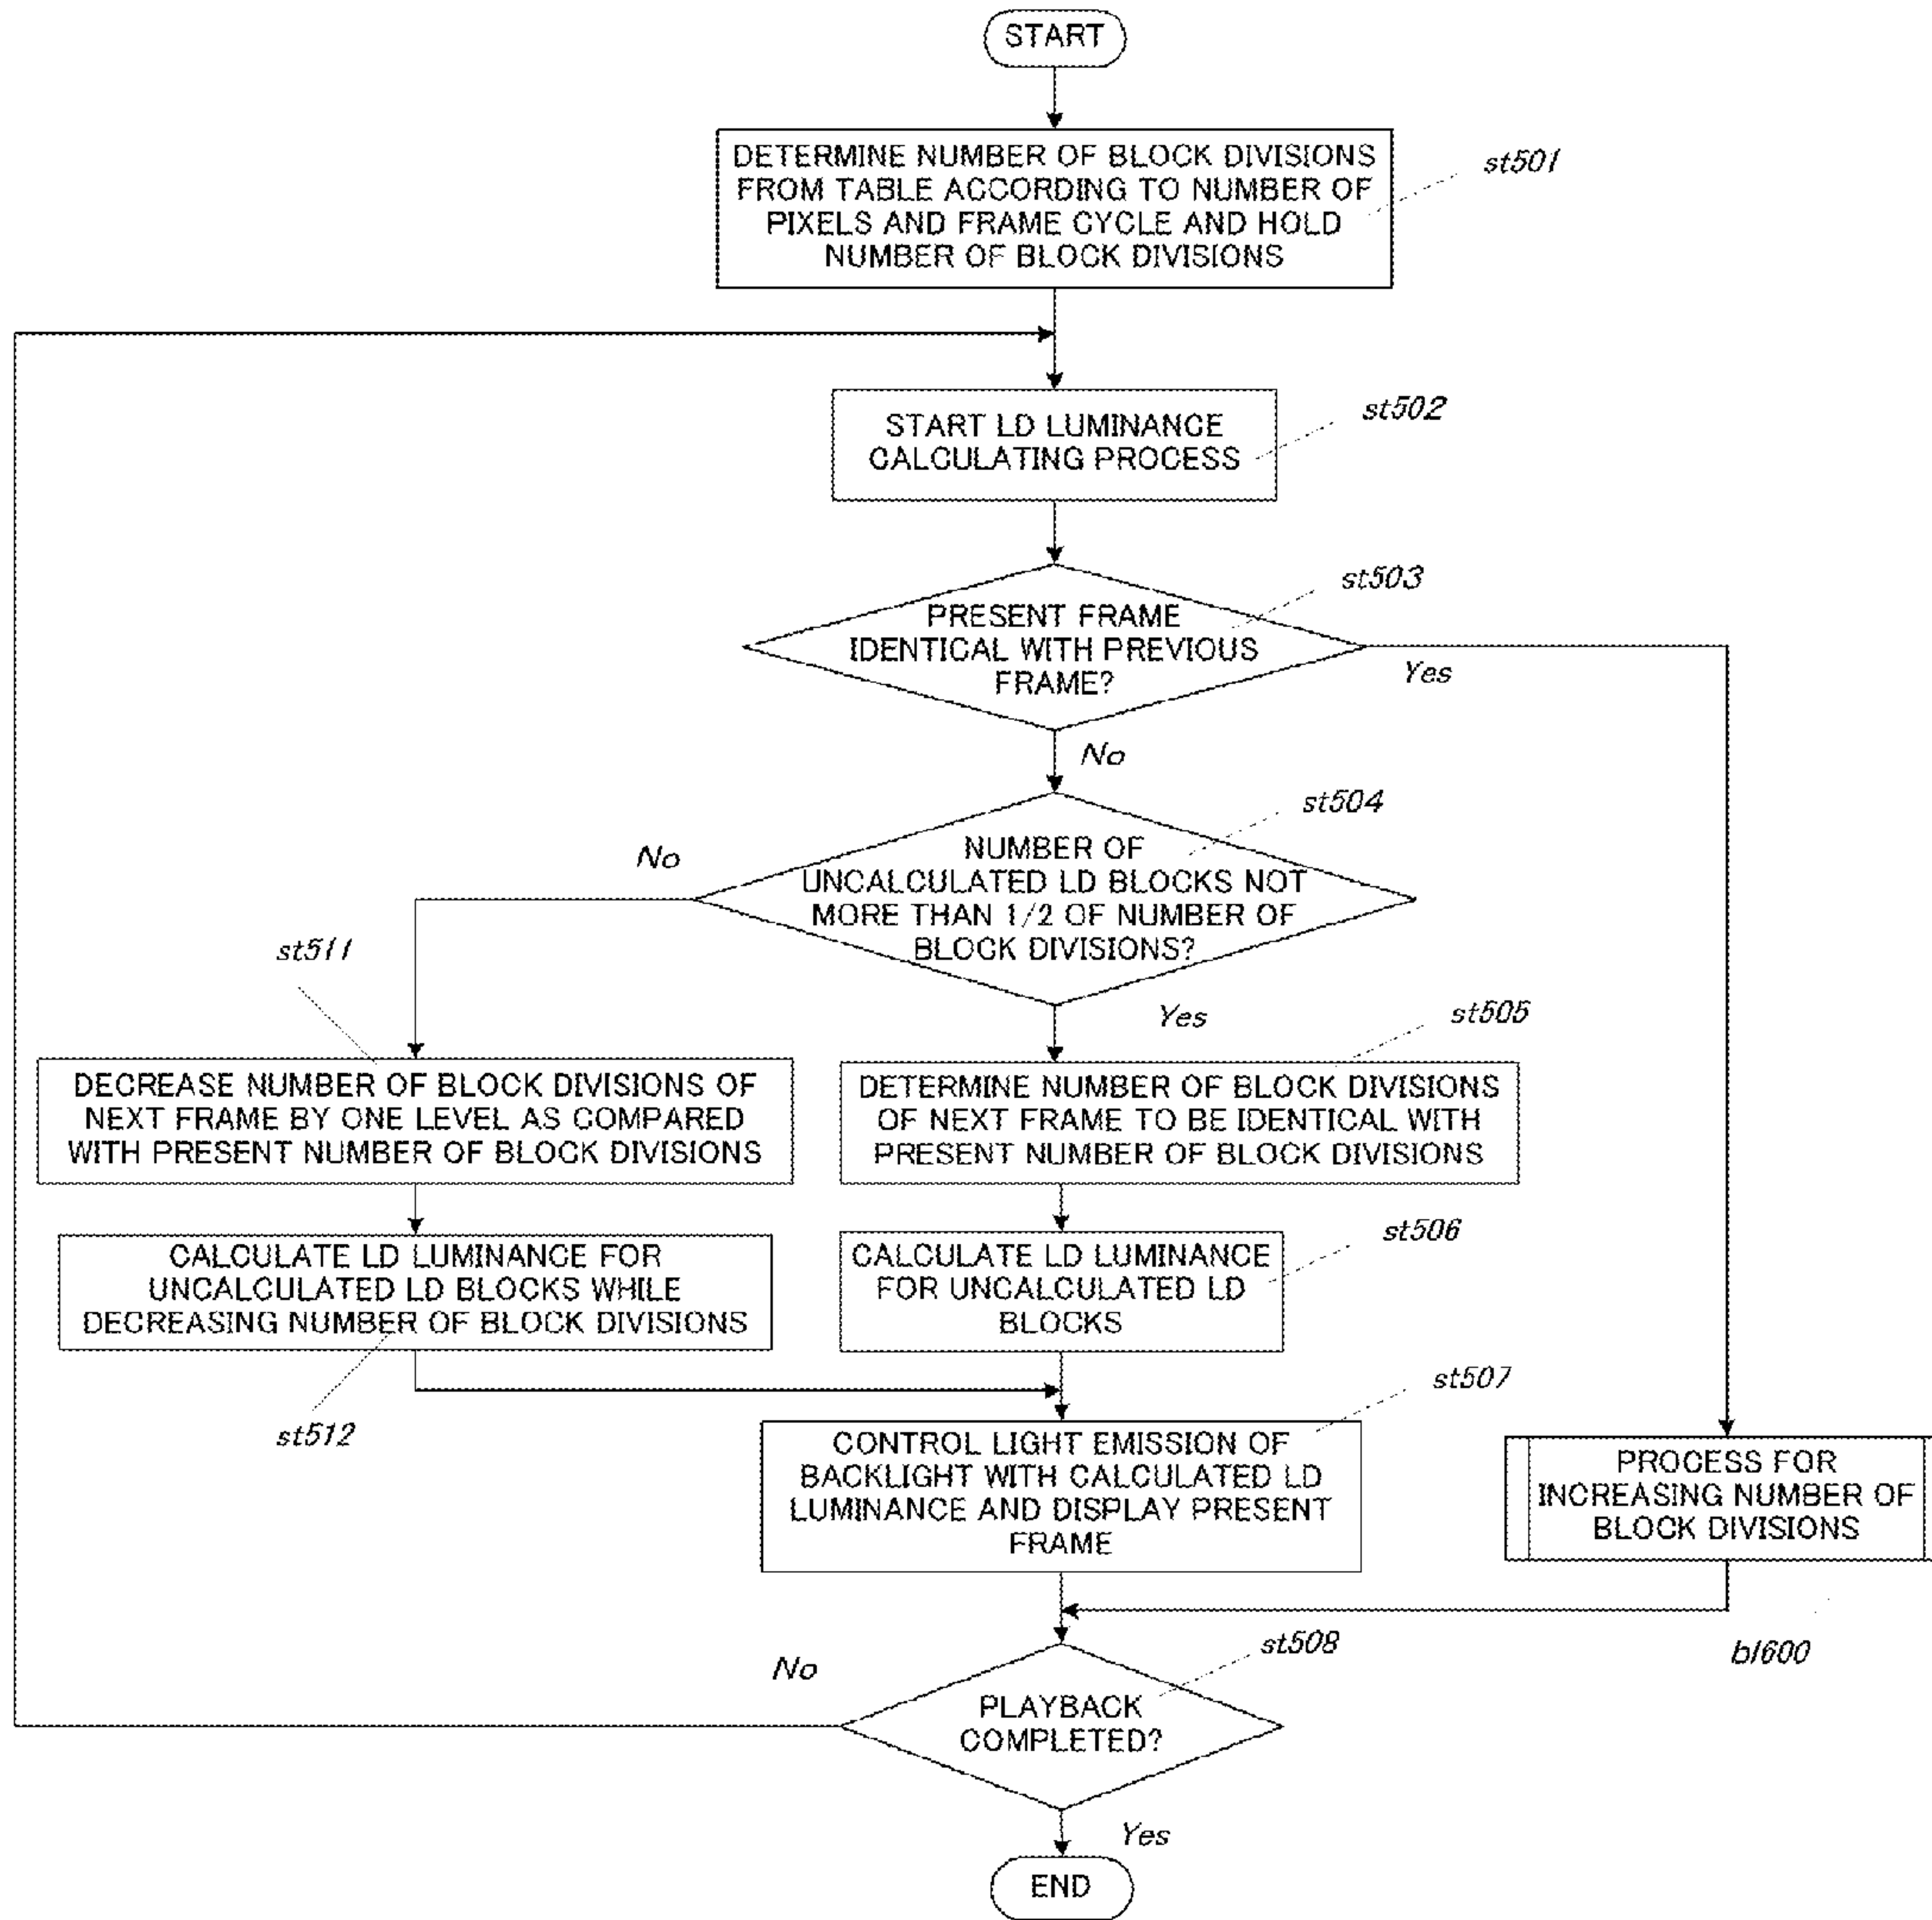 START
DETERMINE NUMBER OF BLOCK DIVISIONS
FROM TABLE ACCORDING TO NUMBER OF
PIXELS AND FRAME CYCLE AND HOLD
NUMBER OF BLOCK DIVISIONS
st501
START LD LUMINANCE
CALCULATING PROCESS
st502
PRESENT FRAME
IDENTICAL WITH PREVIOUS
FRAME?
st503
Yes
No
NUMBER OF
UNCALCULATED LD BLOCKS NOT
MORE THAN 1/2 OF NUMBER OF
BLOCK DIVISIONS?
st504
No
Yes
st511
DECREASE NUMBER OF BLOCK DIVISIONS OF
NEXT FRAME BY ONE LEVEL AS COMPARED
WITH PRESENT NUMBER OF BLOCK DIVISIONS
st505
DETERMINE NUMBER OF BLOCK DIVISIONS
OF NEXT FRAME TO BE IDENTICAL WITH
PRESENT NUMBER OF BLOCK DIVISIONS
CALCULATE LD LUMINANCE FOR
UNCALCULATED LD BLOCKS WHILE
DECREASING NUMBER OF BLOCK DIVISIONS
st512
CALCULATE LD LUMINANCE
FOR UNCALCULATED LD
BLOCKS
st506
CONTROL LIGHT EMISSION OF
BACKLIGHT WITH CALCULATED LD
LUMINANCE AND DISPLAY PRESENT
FRAME
st507
PROCESS FOR
INCREASING NUMBER OF
BLOCK DIVISIONS
bl600
PLAYBACK
COMPLETED?
st508
No
Yes
END